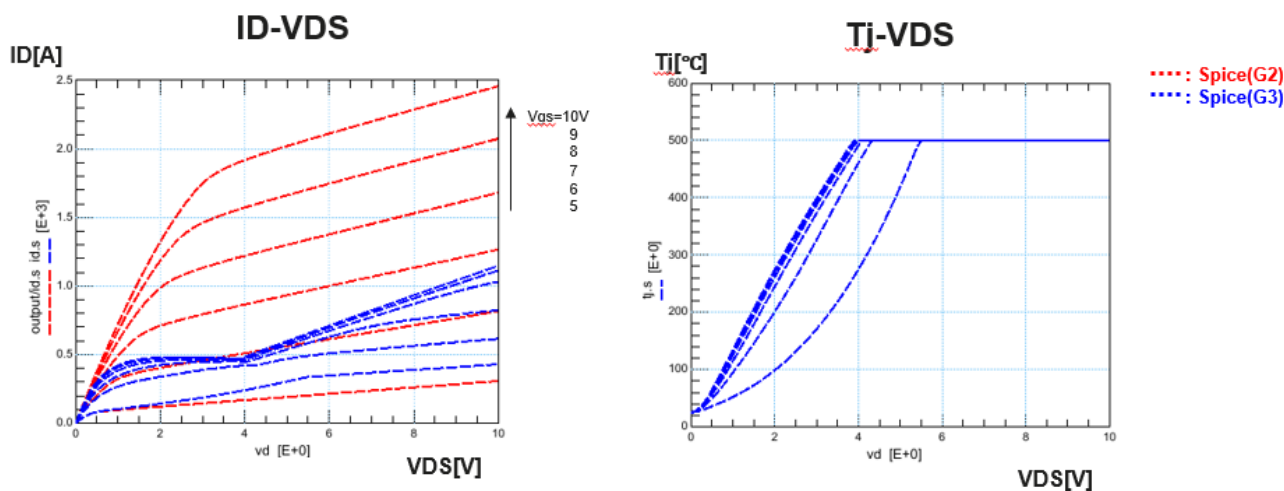 ID-VDS
ID[A]
2.5
2.0
1.5
1.0
0.5
0.0
output/id.s id.s [E+3]
0
2
4
6
8
10
vd [E+0]
VDS[V]
Vgs=10V
9
8
7
6
5
Tj-VDS
Tj[°C]
600
500
400
300
200
100
0
tj.s [E+0]
0
2
4
6
8
10
vd [E+0]
VDS[V]
: Spice(G2)
: Spice(G3)